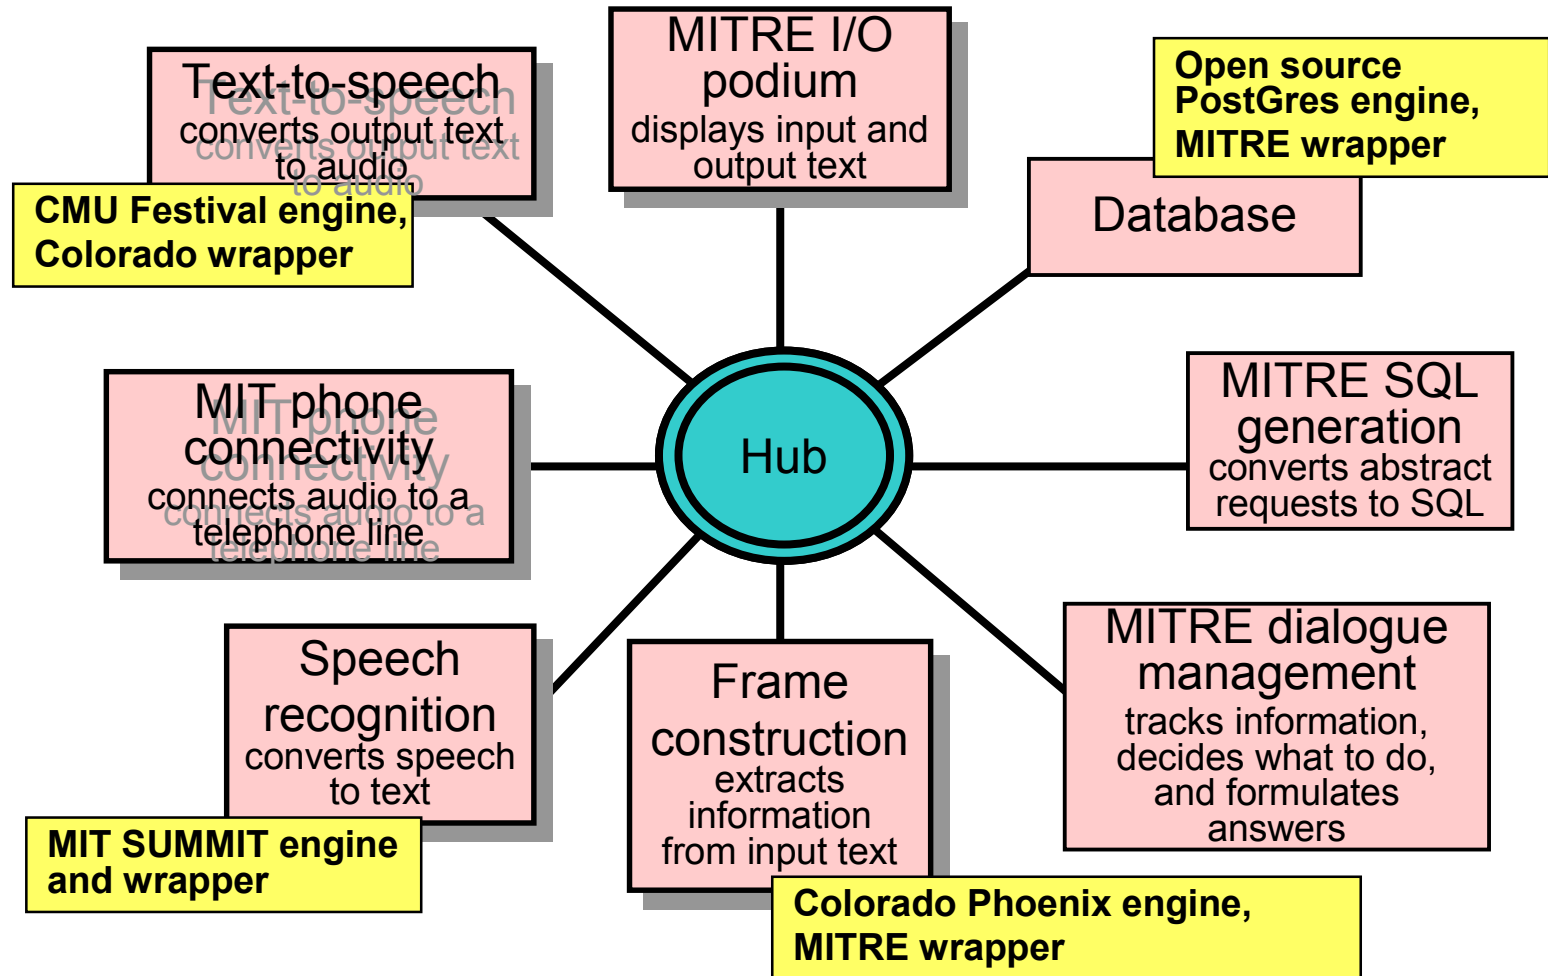 Text-to-speech
converts output text
to audio
CMU Festival engine,
Colorado wrapper
MITRE I/O
podium
displays input and
output text
Open source
PostGres engine,
MITRE wrapper
Database
MIT phone
connectivity
connects audio to a
telephone line
Hub
MITRE SQL
generation
converts abstract
requests to SQL
Speech
recognition
converts speech
to text
MIT SUMMIT engine
and wrapper
Frame
construction
extracts
information
from input text
Colorado Phoenix engine,
MITRE wrapper
MITRE dialogue
management
tracks information,
decides what to do,
and formulates
answers